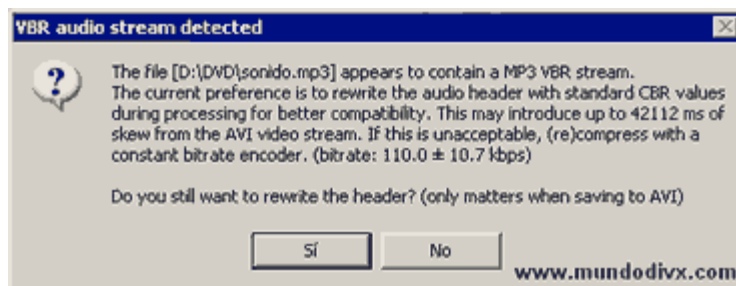 VBR audio stream detected
The file [D:\DVD\sonido.mp3] appears to contain a MP3 VBR stream.
The current preference is to rewrite the audio header with standard CBR values
during processing for better compatibility. This may introduce up to 42112 ms of
skew from the AVI video stream. If this is unacceptable, (re)compress with a
constant bitrate encoder. (bitrate: 110.0 ± 10.7 kbps)
Do you still want to rewrite the header? (only matters when saving to AVI)
Sí No
www.mundodivx.com